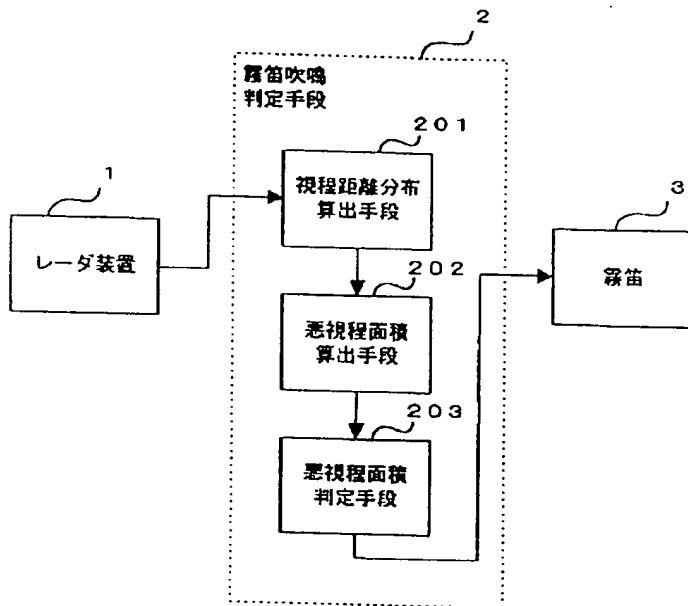 2
霧笛吹鳴
判定手段
201
視程距離分布
算出手段
1
レーダ装置
3
霧笛
202
悪視程面積
算出手段
203
悪視程面積
判定手段